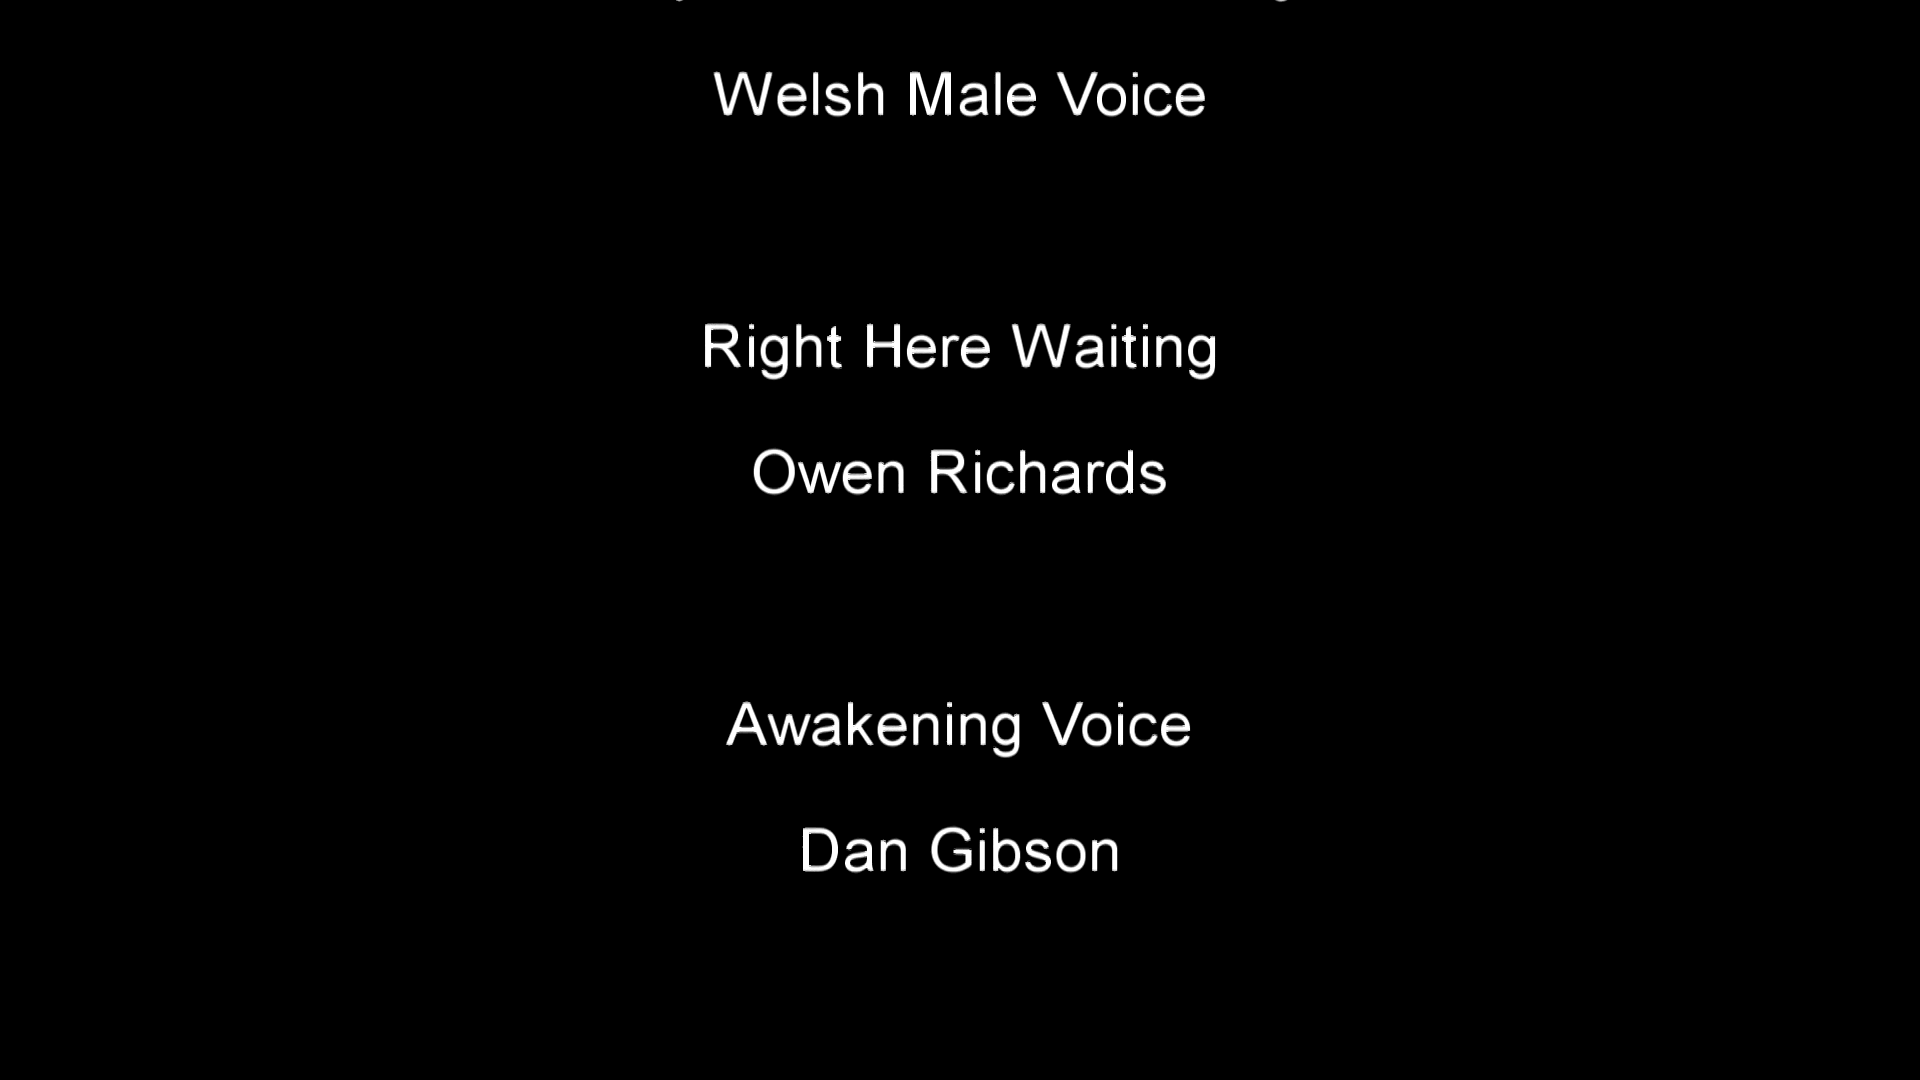 Welsh Male Voice
Right Here Waiting
Owen Richards
Awakening Voice
Dan Gibson